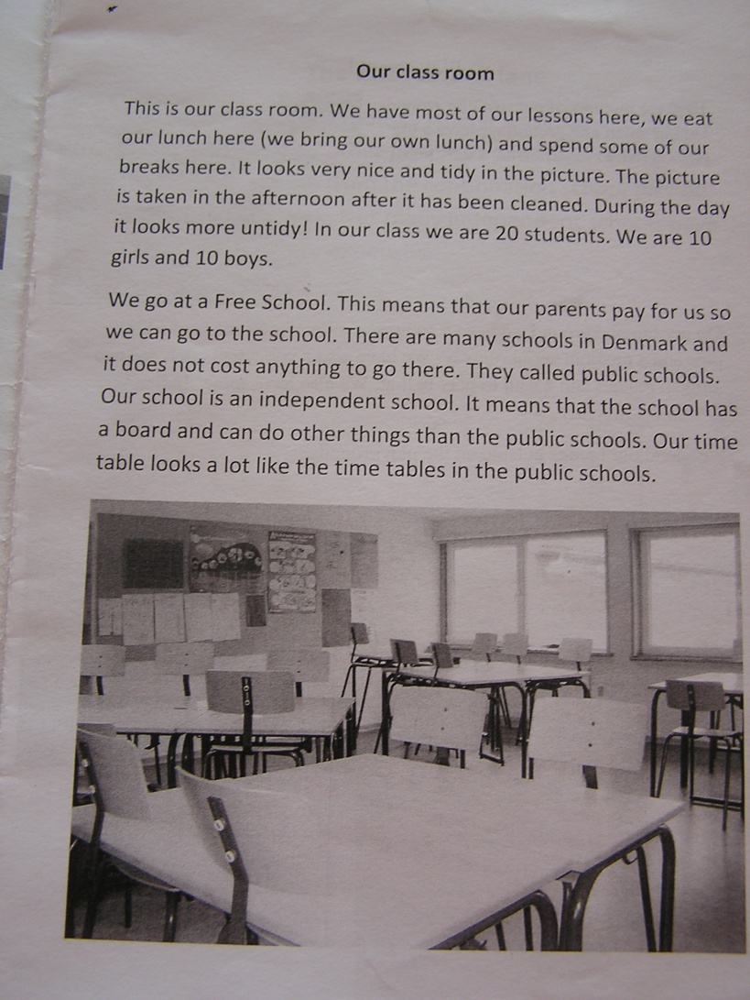 Our class room
This is our class room. We have most of our lessons here, we eat
our lunch here (we bring our own lunch) and spend some of our
breaks here. It looks very nice and tidy in the picture. The picture
is taken in the afternoon after it has been cleaned. During the day
it looks more untidy! In our class we are 20 students. We are 10
girls and 10 boys.
We go at a Free School. This means that our parents pay for us so
we can go to the school. There are many schools in Denmark and
it does not cost anything to go there. They called public schools.
Our school is an independent school. It means that the school has
a board and can do other things than the public schools. Our time
table looks a lot like the time tables in the public schools.